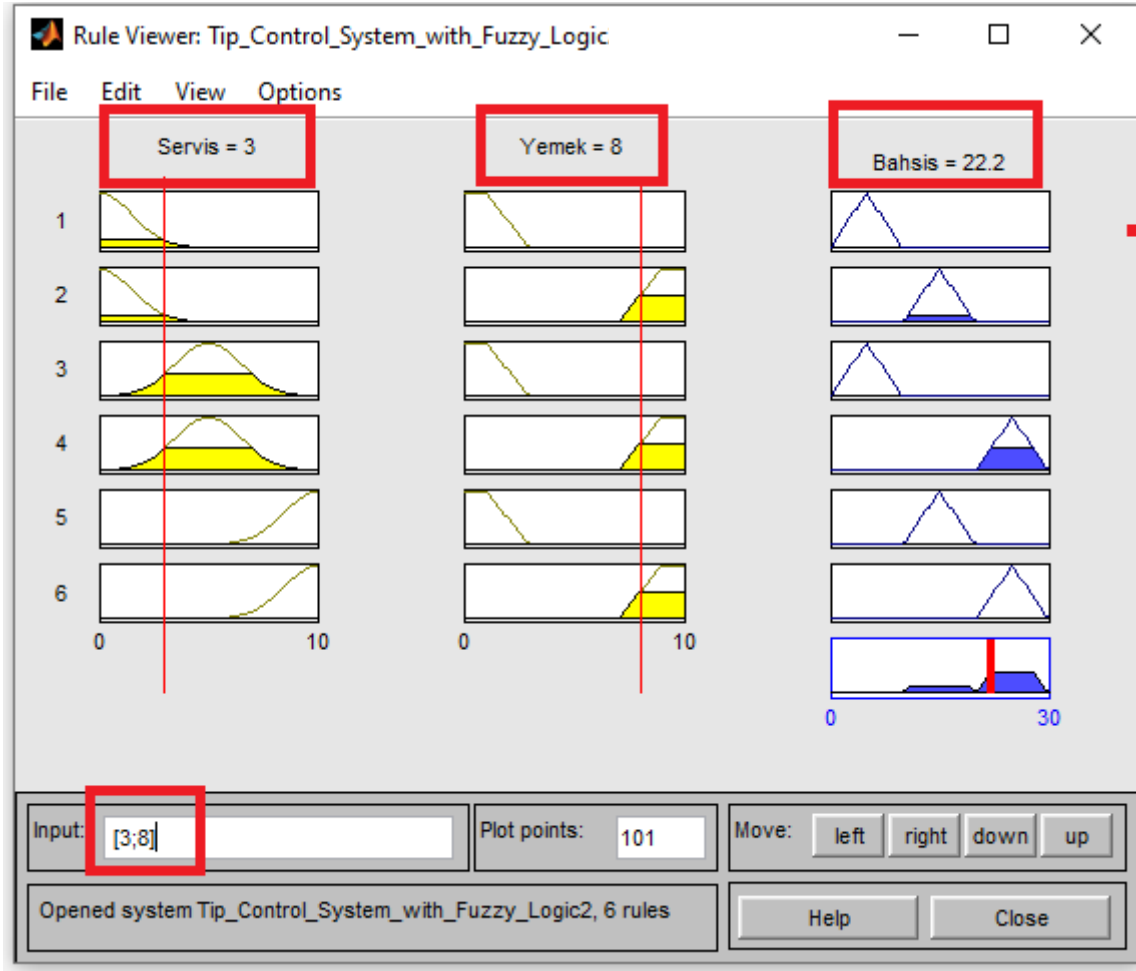 Rule Viewer: Tip_Control_System_with_Fuzzy_Logic
File Edit View Options
Servis = 3 Yemek = 8 Bahsis = 22.2
1
2
3
4
5
6
0 10 0 10
0 30
Input: [3;8] Plot points: 101 Move: left right down up
Opened system Tip_Control_System_with_Fuzzy_Logic2, 6 rules Help Close